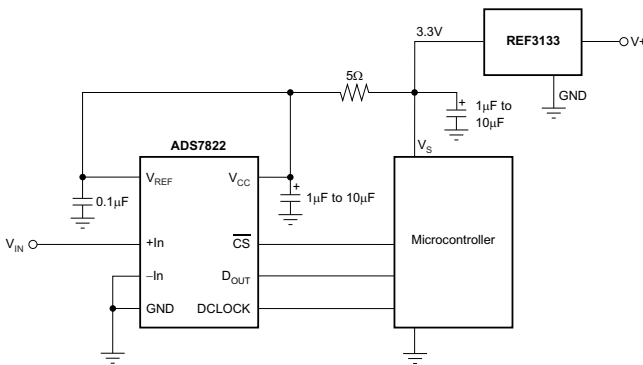 3.3V
REF3133
V+
5Ω
GND
1μF to
10μF
ADS7822
V_S
V_REF
V_CC
0.1μF
1μF to 10μF
V_IN
+In
C̅S̅
Microcontroller
–In
D_OUT
GND
DCLOCK